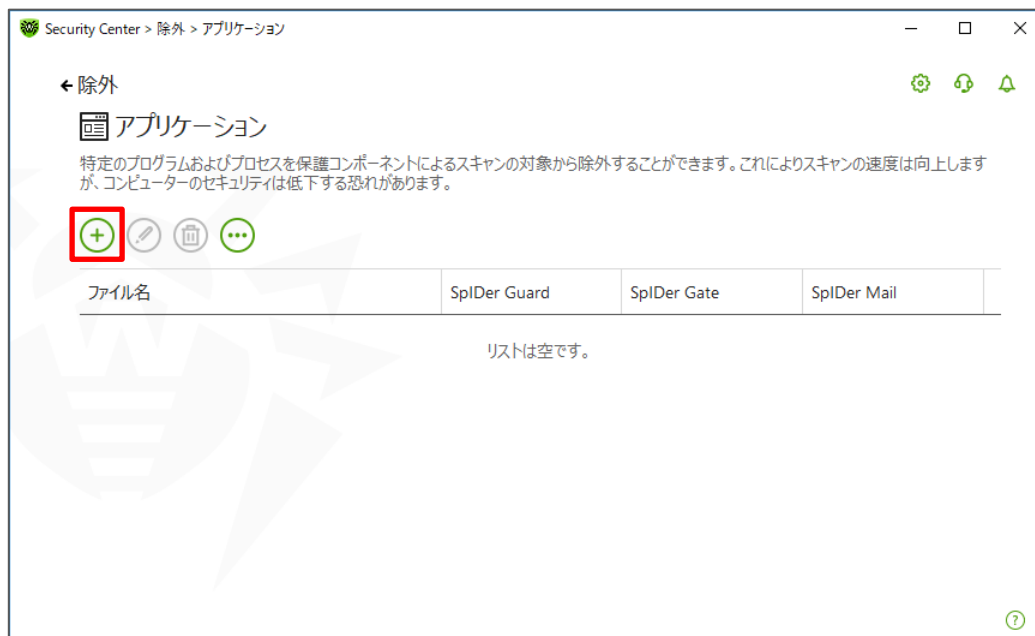 Security Center > 除外 > アプリケーション
除外
アプリケーション
特定のプログラムおよびプロセスを保護コンポーネントによるスキャンの対象から除外することができます。これによりスキャンの速度は向上します
が、コンピューターのセキュリティは低下する恐れがあります。
ファイル名 SpIDer Guard SpIDer Gate SpIDer Mail
リストは空です。